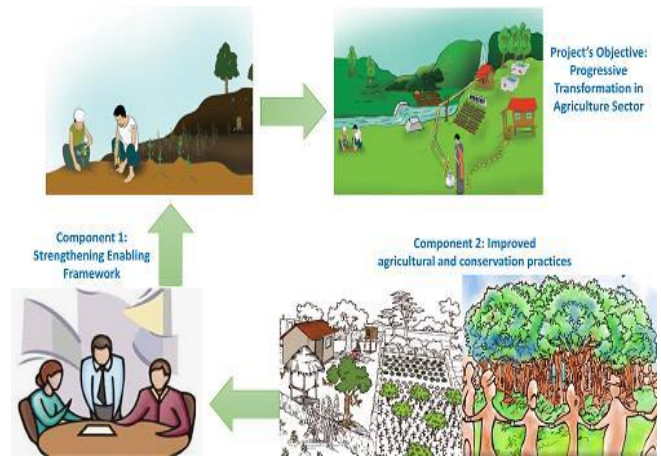 Project's Objective:
Progressive
Transformation in
Agriculture Sector
Component 1:
Strengthening Enabling
Framework
Component 2: Improved
agricultural and conservation practices